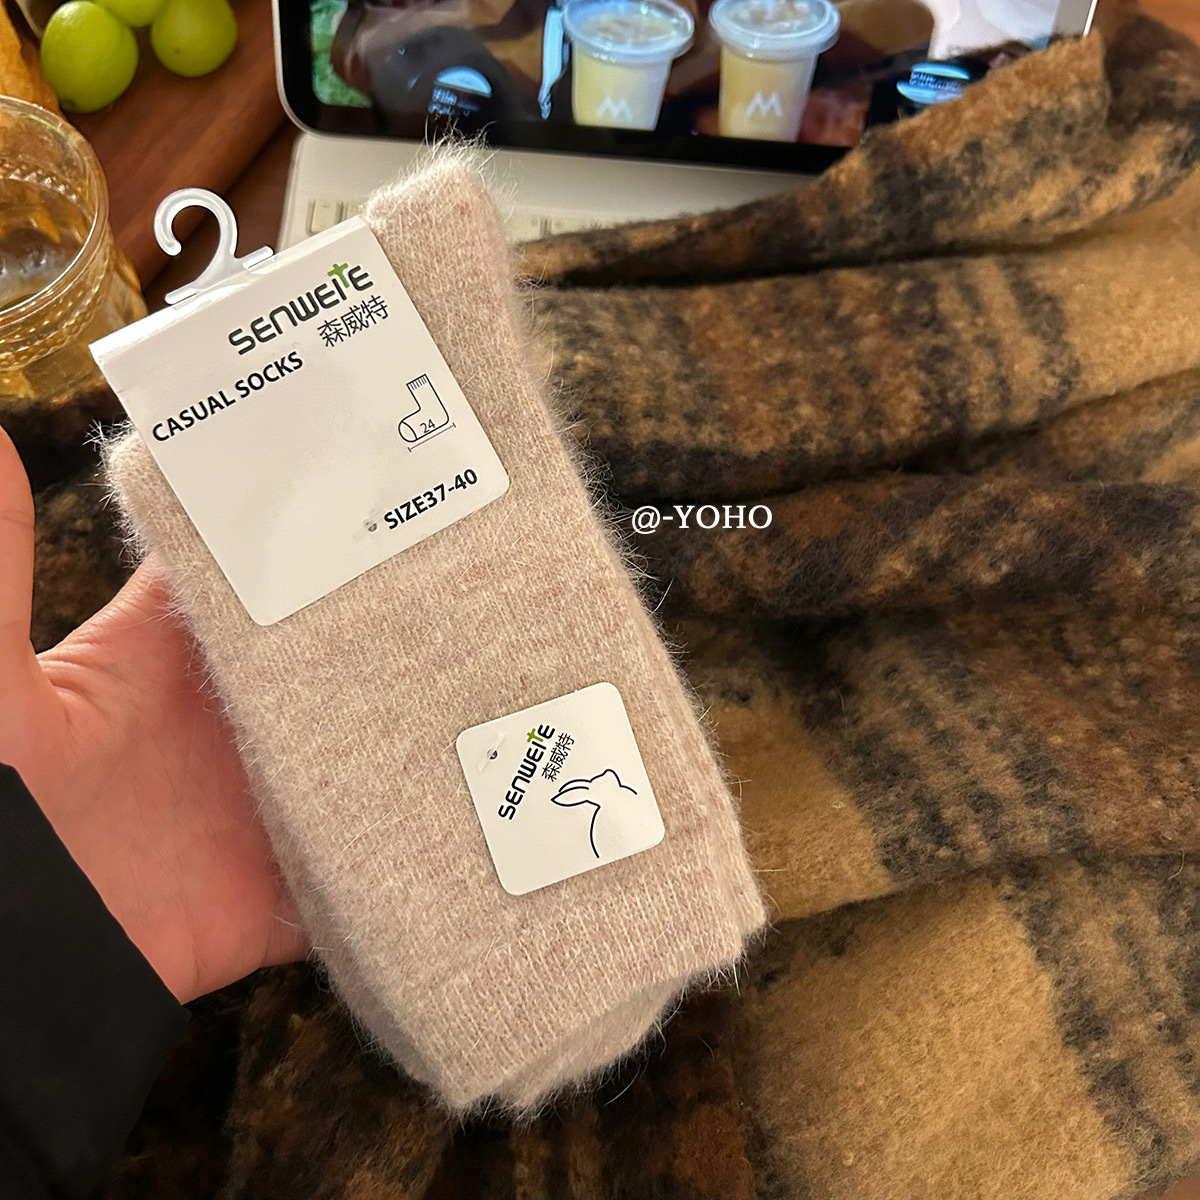 SENWEITE
森威特
CASUAL SOCKS
24
SIZE37-40
@-YOHO
SENWEITE
森威特